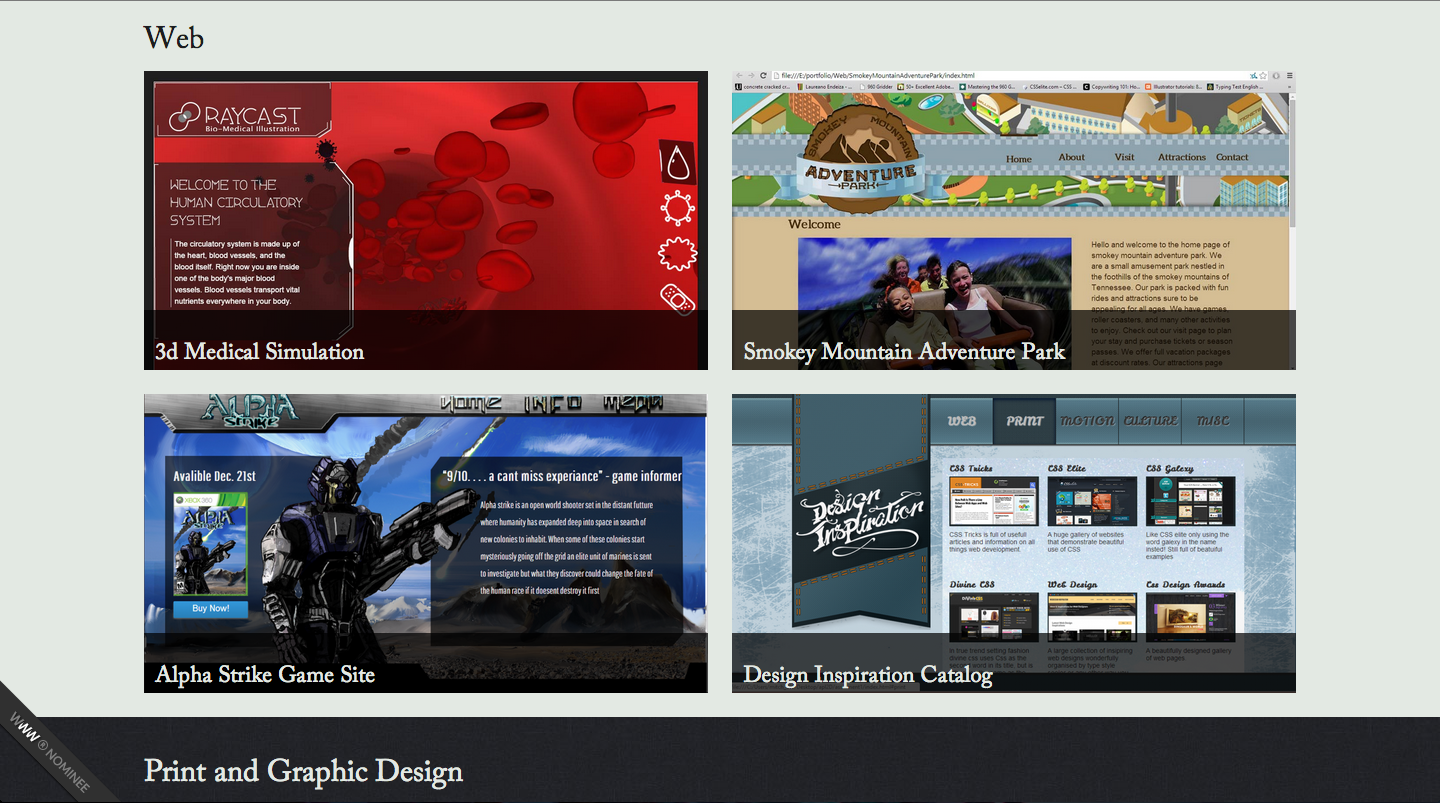 Web
RAYCAST
Bio-Medical Illustration
WELCOME TO THE
HUMAN CIRCULATORY
SYSTEM
The circulatory system is made up of
the heart, blood vessels, and the
blood itself. Right now you are inside
one of the body's major blood
vessels. Blood vessels transport vital
nutrients everywhere in your body.
3d Medical Simulation
file:///E:/portfolio/Web/SmokeyMountainAdventurePark/index.html
concrete cracked ci... Laureano Endeiza - ... 960 Gridder 50+ Excellent Adobe... Mastering the 960 G... CSSelite.com – CSS ... Copywriting 101: Ho... Illustrator tutorials: 8... Typing Test English ...
SMOKEY MOUNTAIN
ADVENTURE
PARK
Home About Visit Attractions Contact
Welcome
Hello and welcome to the home page of
smokey mountain adventure park. We
are a small amusement park nestled in
the foothills of the smokey mountains of
Tennessee. Our park is packed with fun
rides and attractions sure to be
appealing for all ages. We have games,
roller coasters, and many other activities
to enjoy. Check out our visit page to plan
your stay and purchase tickets or season
passes. We offer full vacation packages
at discount rates. Our attractions page
Smokey Mountain Adventure Park
ALPHA
STRIKE
HOME INFO MEDIA
Avalible Dec. 21st
XBOX 360
ALPHA
STRIKE
Buy Now!
"9/10. . . . a cant miss experiance" - game informer
Alpha strike is an open world shooter set in the distant future
where humanity has expanded deep into space in search of
new colonies to inhabit. When some of these colonies start
mysteriously going off the grid an elite unit of marines is sent
to investigate but what they discover could change the fate of
the human race if it doesent destroy it first
Alpha Strike Game Site
WEB PRINT MOTION CULTURE MISC
Design
Inspiration
CSS Tricks
CSS Tricks is full of usefull
articles and information on all
things web development.
CSS Elite
A huge gallery of websites
that demonstrate beautiful
use of CSS
CSS Galexy
Like CSS elite only using the
word galexy in the name
insted! Still full of beatuiful
examples
Divine CSS
In true trend setting fashion
divine css uses Css as the
second word in its title, but is
Web Design
A large collection of inspiring
web designs wonderfully
organised by type style
Css Design Awards
A beautifully designed gallery
of web pages
Design Inspiration Catalog
WWW ® NOMINEE
Print and Graphic Design